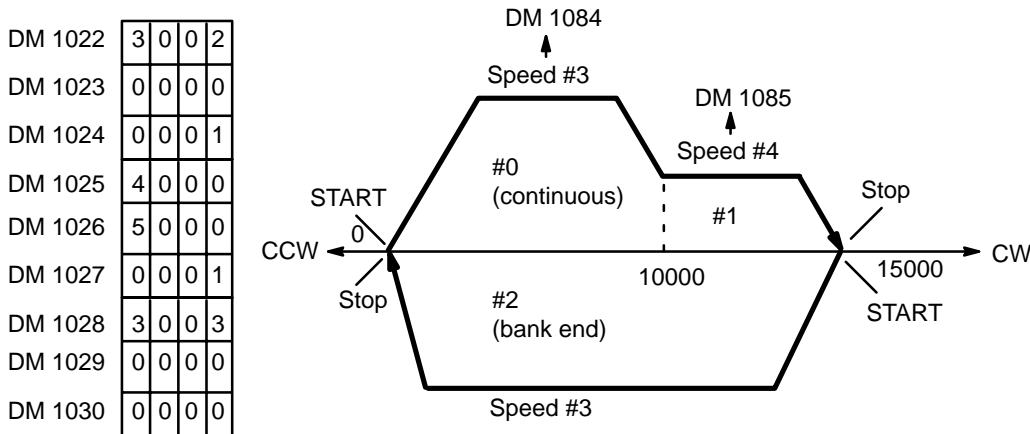 DM 1022 3 0 0 2
DM 1023 0 0 0 0
DM 1024 0 0 0 1
DM 1025 4 0 0 0
DM 1026 5 0 0 0
DM 1027 0 0 0 1
DM 1028 3 0 0 3
DM 1029 0 0 0 0
DM 1030 0 0 0 0
DM 1084
Speed #3
DM 1085
Speed #4
#0
(continuous)
#1
START
0
Stop
CCW
CW
10000
15000
Stop
START
#2
(bank end)
Speed #3